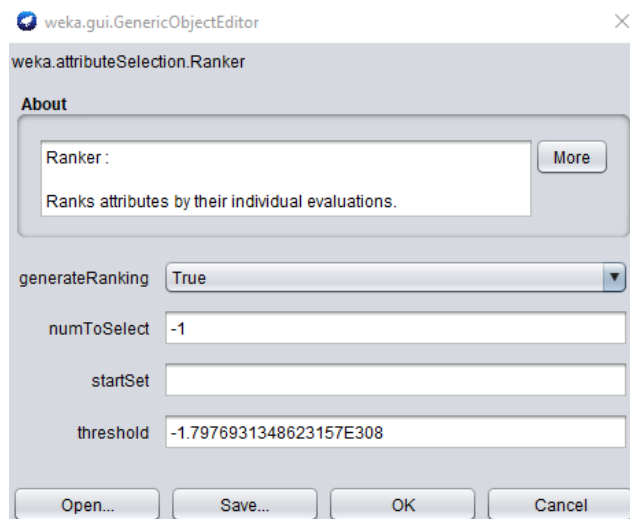 weka.gui.GenericObjectEditor
weka.attributeSelection.Ranker
About
Ranker :
More
Ranks attributes by their individual evaluations.
generateRanking True
numToSelect -1
startSet
threshold -1.7976931348623157E308
Open... Save... OK Cancel